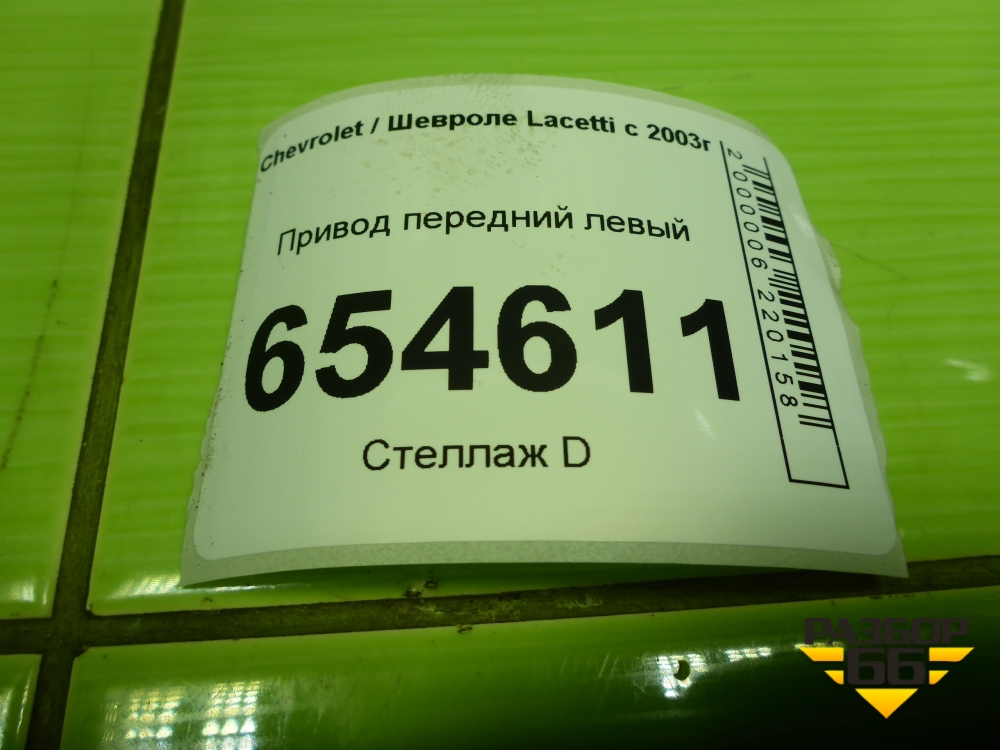 Chevrolet / Шевроле Lacetti с 2003г
Привод передний левый
654611
Стеллаж D
2000006220158
РАЗБОР
66